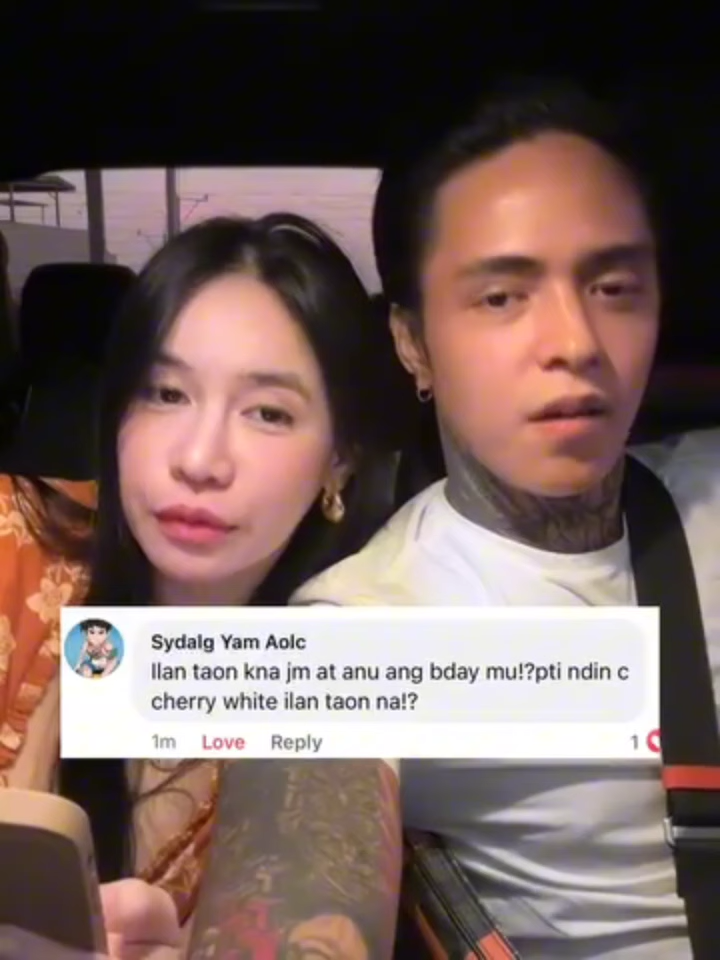 Sydalg Yam Aolc
Ilan taon kna jm at anu ang bday mu!?pti ndin c
cherry white ilan taon na!?
1m Love Reply 1